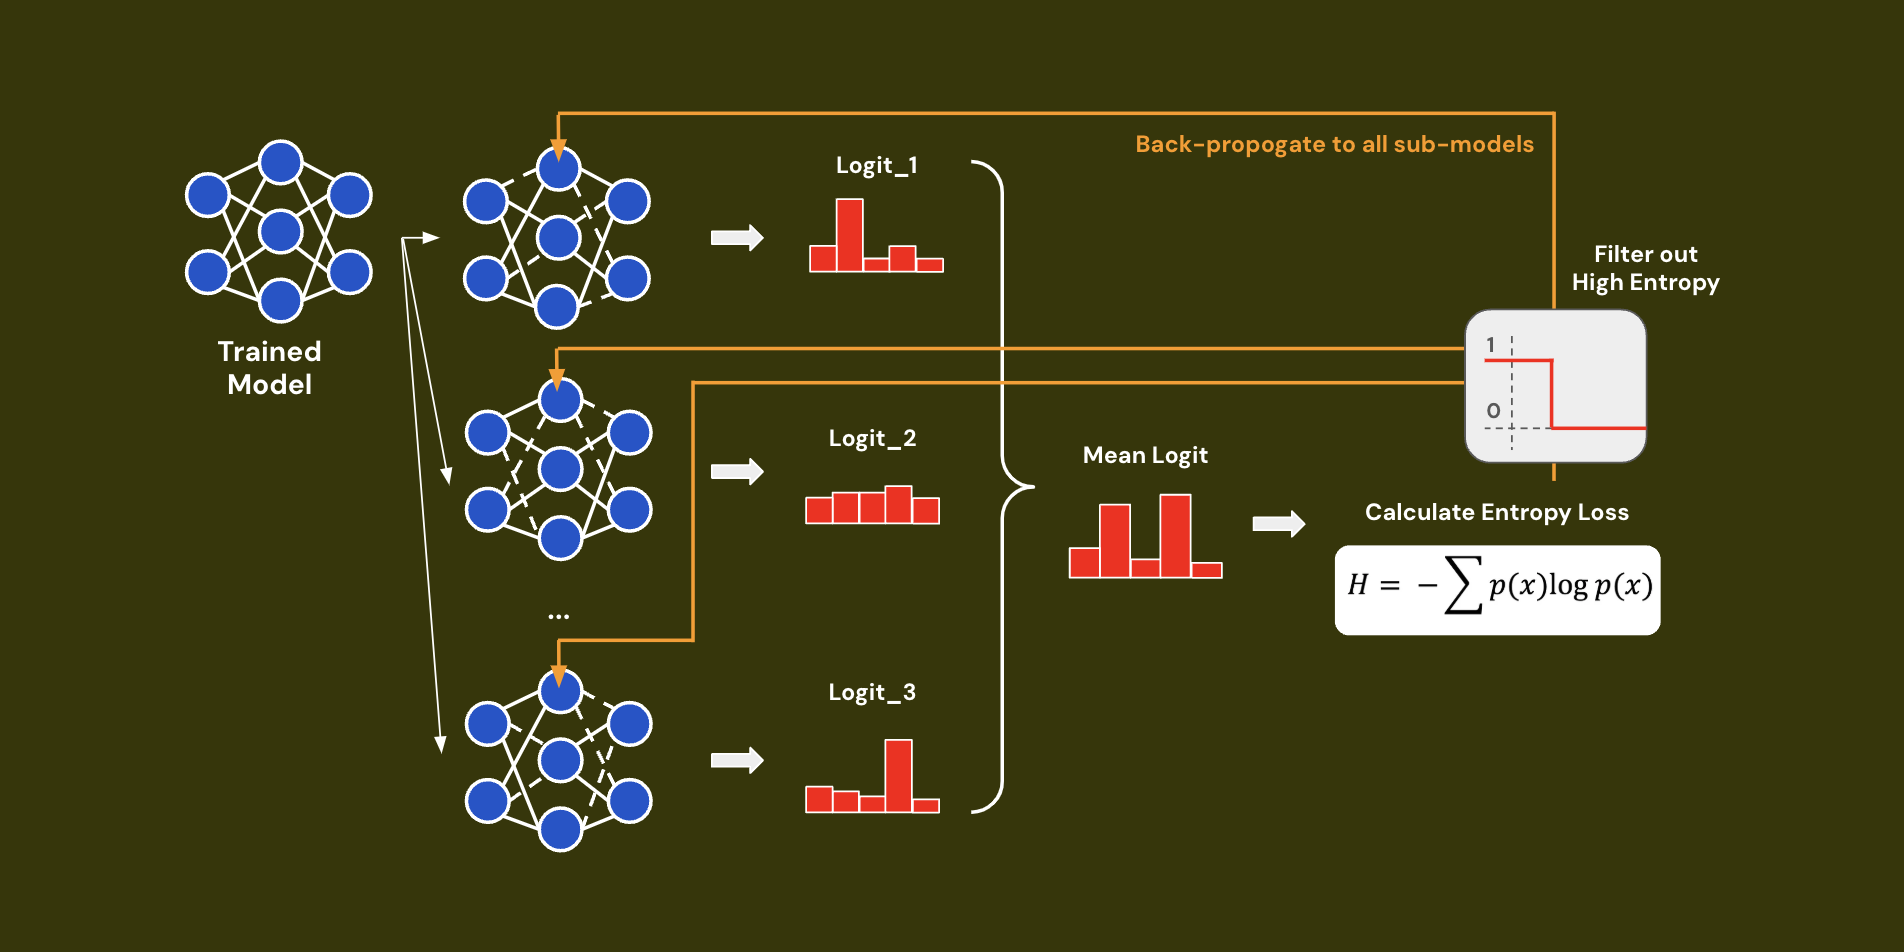 Back-propogate to all sub-models
Logit_1
Filter out
High Entropy
1
0
Trained
Model
Logit_2
Mean Logit
Calculate Entropy Loss
H = − ∑ p(x)log p(x)
...
Logit_3